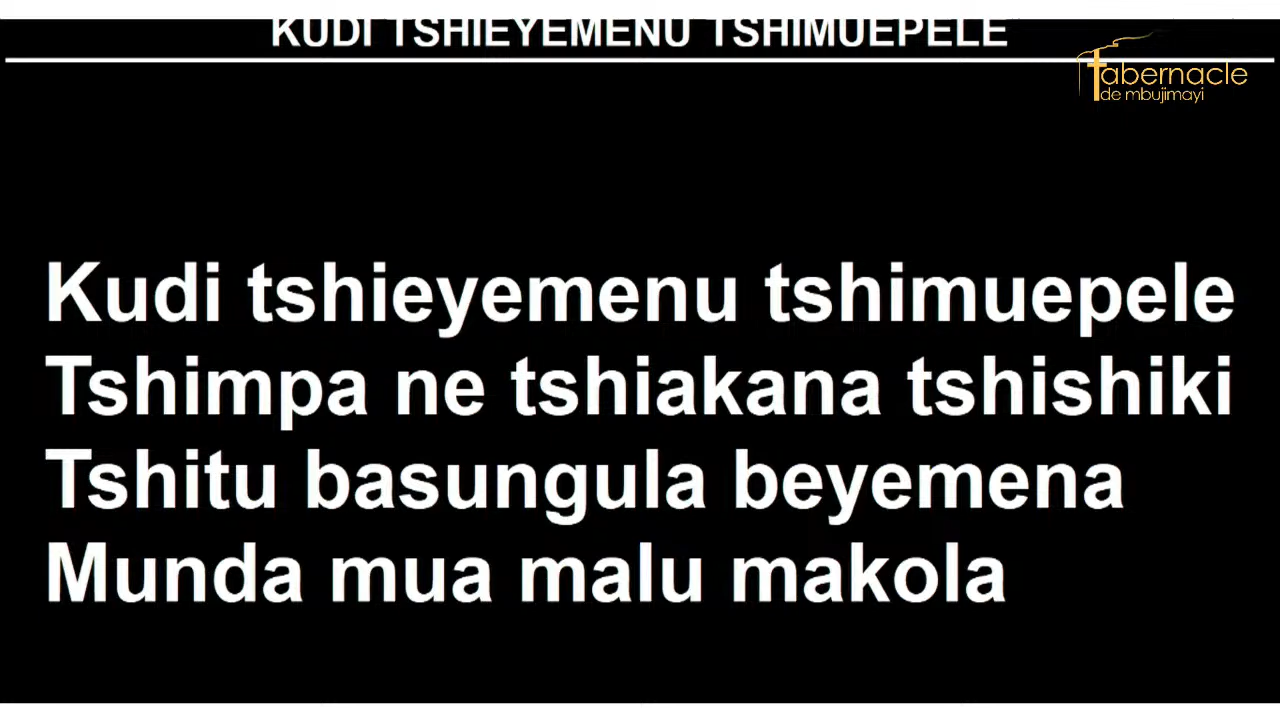 KUDI TSHIEYEMENU TSHIMUEPELE
tabernacle
de mbujimayi
Kudi tshieyemenu tshimuepele
Tshimpa ne tshiakana tshishiki
Tshitu basungula beyemena
Munda mua malu makola